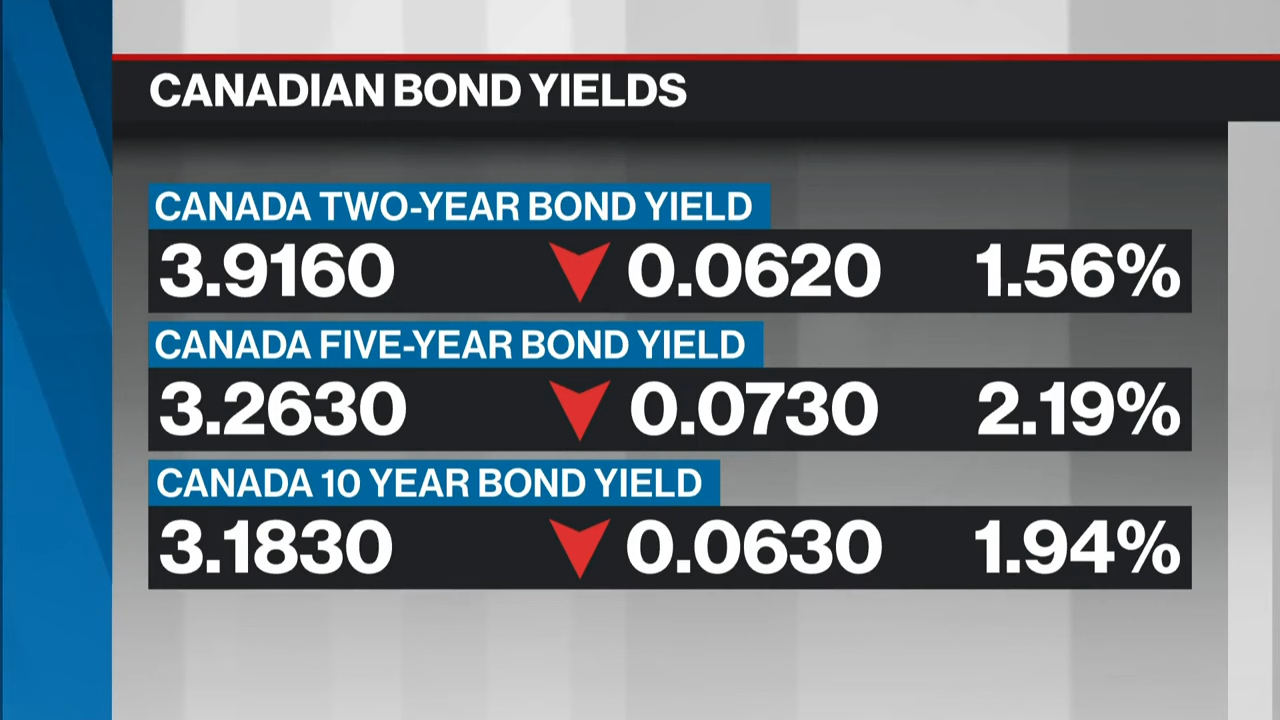 CANADIAN BOND YIELDS
CANADA TWO-YEAR BOND YIELD
3.9160 0.0620 1.56%
CANADA FIVE-YEAR BOND YIELD
3.2630 0.0730 2.19%
CANADA 10 YEAR BOND YIELD
3.1830 0.0630 1.94%